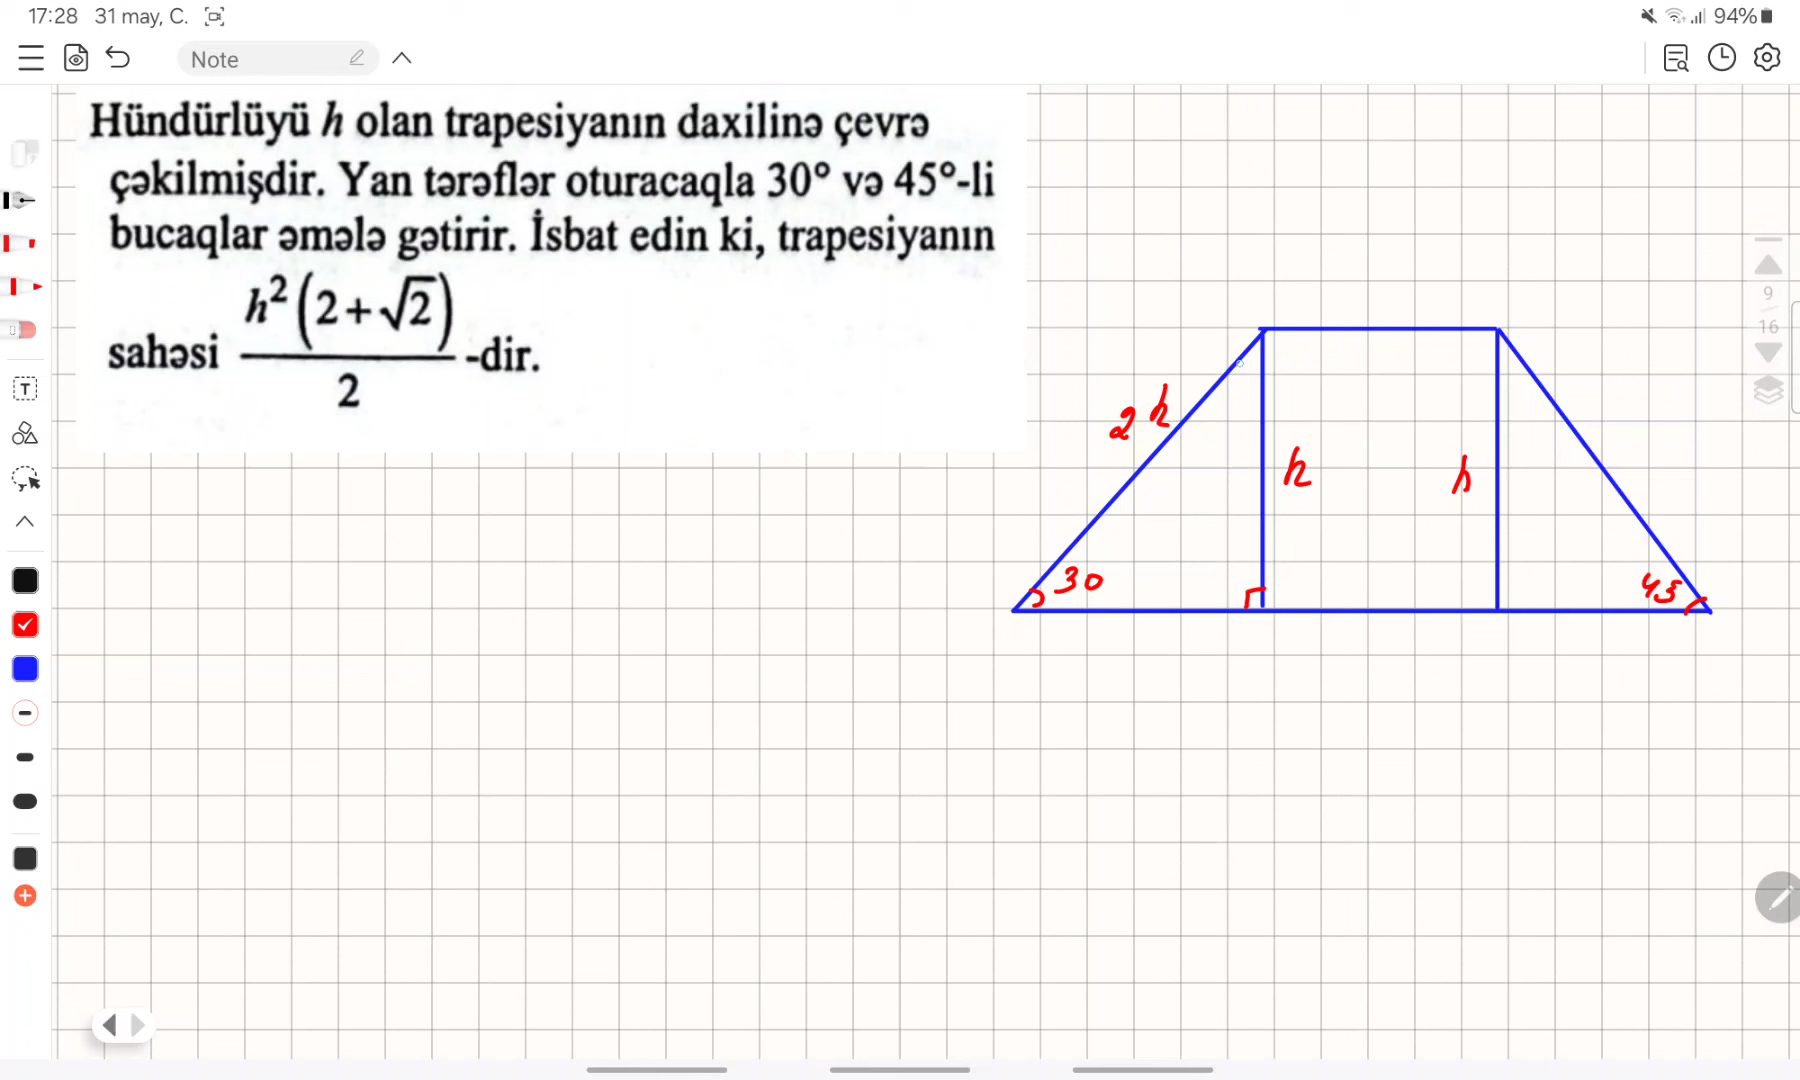 17:28 31 may, C. 94%
Note
Hündürlüyü h olan trapesiyanın daxilinə çevrə
çəkilmişdir. Yan tərəflər oturacaqla 30° və 45°-li
bucaqlar əmələ gətirir. İsbat edin ki, trapesiyanın
sahəsi h²(2+√2)/2 -dir.
9
16
T
2h
h
h
30
45